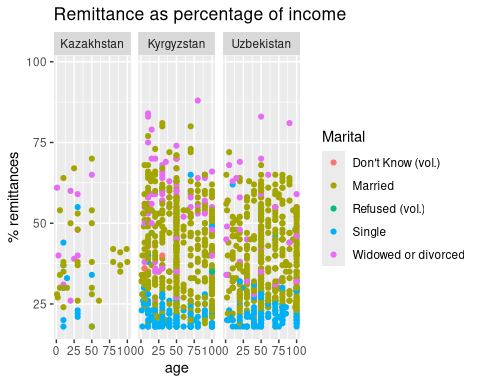 Remittance as percentage of income
Kazakhstan Kyrgyzstan Uzbekistan
100
75
50
25
% remittances
0 25 50 75 100 0 25 50 75 100 0 25 50 75 100
age
Marital
Don't Know (vol.)
Married
Refused (vol.)
Single
Widowed or divorced